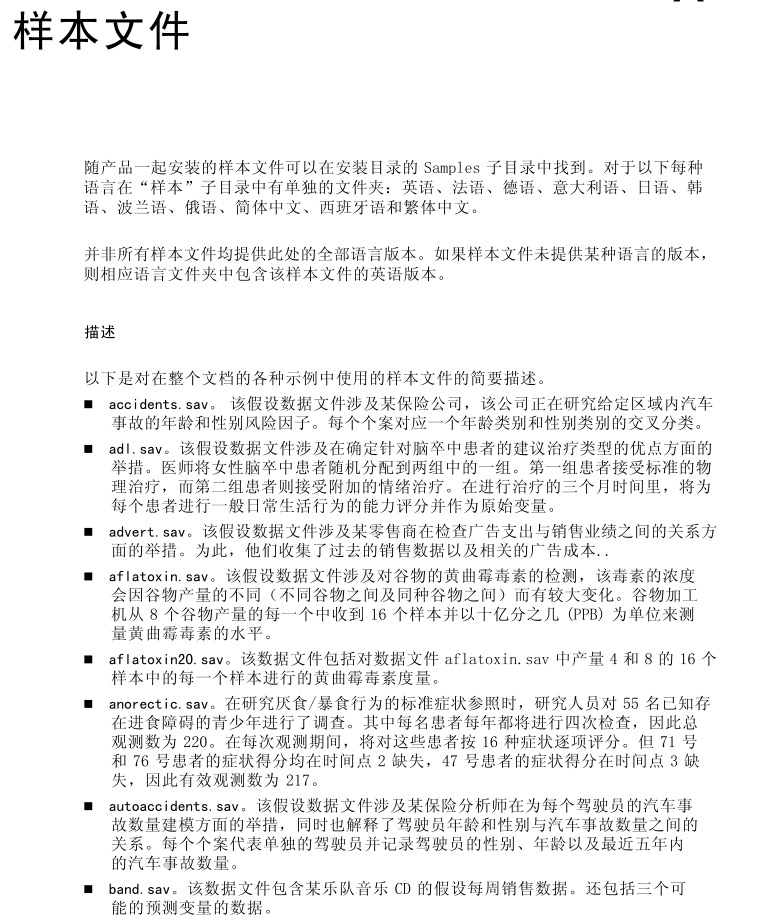 样本文件
随产品一起安装的样本文件可以在安装目录的 Samples 子目录中找到。对于以下每种
语言在“样本”子目录中有单独的文件夹：英语、法语、德语、意大利语、日语、韩
语、波兰语、俄语、简体中文、西班牙语和繁体中文。
并非所有样本文件均提供此处的全部语言版本。如果样本文件未提供某种语言的版本，
则相应语言文件夹中包含该样本文件的英语版本。
描述
以下是对在整个文档的各种示例中使用的样本文件的简要描述。
■ accidents.sav。 该假设数据文件涉及某保险公司，该公司正在研究给定区域内汽车
事故的年龄和性别风险因子。每个个案对应一个年龄类别和性别类别的交叉分类。
■ adl.sav。该假设数据文件涉及在确定针对脑卒中患者的建议治疗类型的优点方面的
举措。医师将女性脑卒中患者随机分配到两组中的一组。第一组患者接受标准的物
理治疗，而第二组患者则接受附加的情绪治疗。在进行治疗的三个月时间里，将为
每个患者进行一般日常生活行为的能力评分并作为原始变量。
■ advert.sav。该假设数据文件涉及某零售商在检查广告支出与销售业绩之间的关系方
面的举措。为此，他们收集了过去的销售数据以及相关的广告成本..
■ aflatoxin.sav。该假设数据文件涉及对谷物的黄曲霉毒素的检测，该毒素的浓度
会因谷物产量的不同（不同谷物之间及同种谷物之间）而有较大变化。谷物加工
机从 8 个谷物产量的每一个中收到 16 个样本并以十亿分之几 (PPB) 为单位来测
量黄曲霉毒素的水平。
■ aflatoxin20.sav。该数据文件包括对数据文件 aflatoxin.sav 中产量 4 和 8 的 16 个
样本中的每一个样本进行的黄曲霉毒素度量。
■ anorectic.sav。在研究厌食/暴食行为的标准症状参照时，研究人员对 55 名已知存
在进食障碍的青少年进行了调查。其中每名患者每年都将进行四次检查，因此总
观测数为 220。在每次观测期间，将对这些患者按 16 种症状逐项评分。但 71 号
和 76 号患者的症状得分均在时间点 2 缺失，47 号患者的症状得分在时间点 3 缺
失，因此有效观测数为 217。
■ autoaccidents.sav。该假设数据文件涉及某保险分析师在为每个驾驶员的汽车事
故数量建模方面的举措，同时也解释了驾驶员年龄和性别与汽车事故数量之间的
关系。每个个案代表单独的驾驶员并记录驾驶员的性别、年龄以及最近五年内
的汽车事故数量。
■ band.sav。该数据文件包含某乐队音乐 CD 的假设每周销售数据。还包括三个可
能的预测变量的数据。